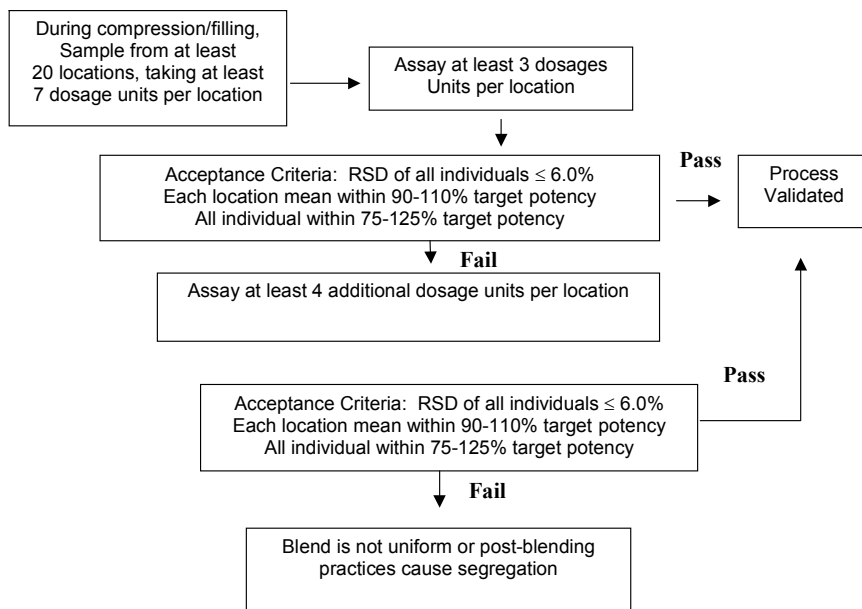 During compression/filling,
Sample from at least
20 locations, taking at least
7 dosage units per location
Assay at least 3 dosages
Units per location
Acceptance Criteria: RSD of all individuals ≤ 6.0%
Each location mean within 90-110% target potency
All individual within 75-125% target potency
Pass
Process
Validated
Fail
Assay at least 4 additional dosage units per location
Pass
Acceptance Criteria: RSD of all individuals ≤ 6.0%
Each location mean within 90-110% target potency
All individual within 75-125% target potency
Fail
Blend is not uniform or post-blending
practices cause segregation